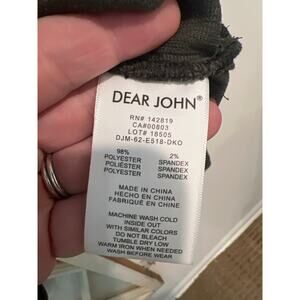 DEAR JOHN®
RN# 142819
CA#00803
LOT# 18505
DJM-62-E518-DKO
98% 2%
POLYESTER SPANDEX
POLIÉSTER SPANDEX
POLYESTER SPANDEX
MADE IN CHINA
HECHO EN CHINA
FABRIQUÉ EN CHINE
MACHINE WASH COLD
INSIDE OUT
WITH SIMILAR COLORS
DO NOT BLEACH
TUMBLE DRY LOW
WARM IRON WHEN NEEDED
WASH BEFORE WEAR